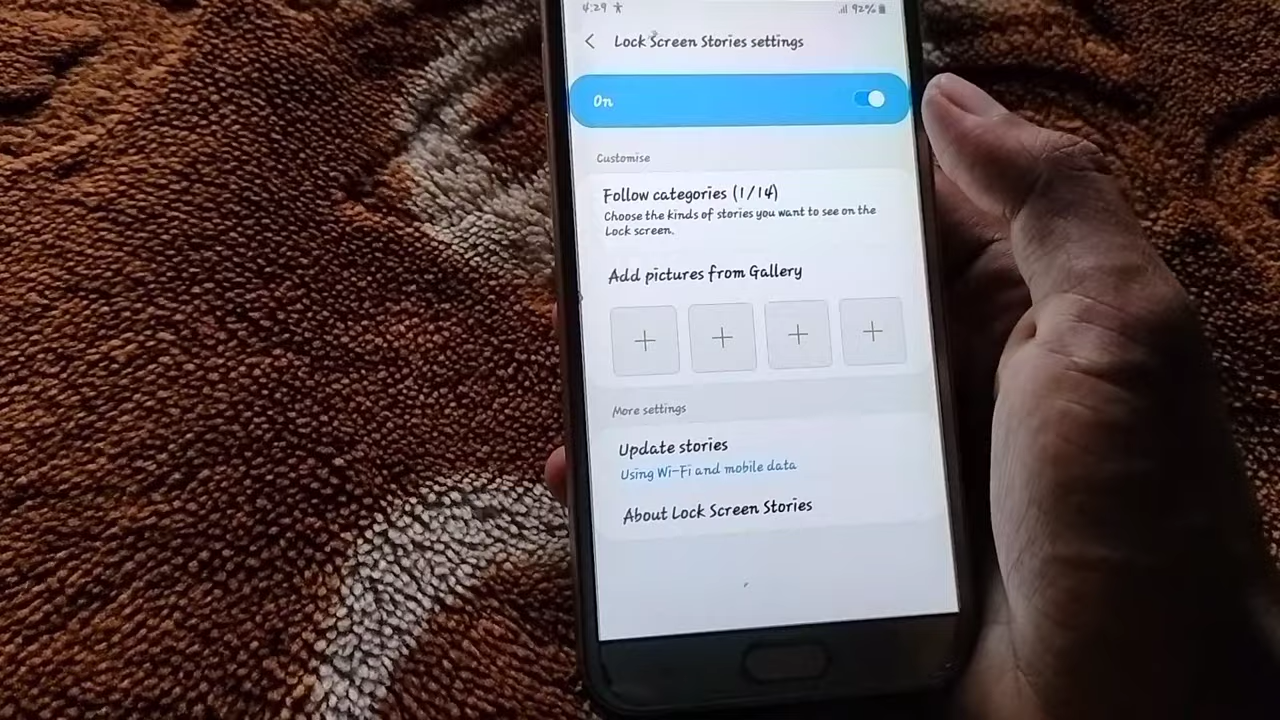 4:29 92%
Lock Screen Stories settings
On
Customise
Follow categories (1/14)
Choose the kinds of stories you want to see on the
Lock screen.
Add pictures from Gallery
More settings
Update stories
Using Wi-Fi and mobile data
About Lock Screen Stories